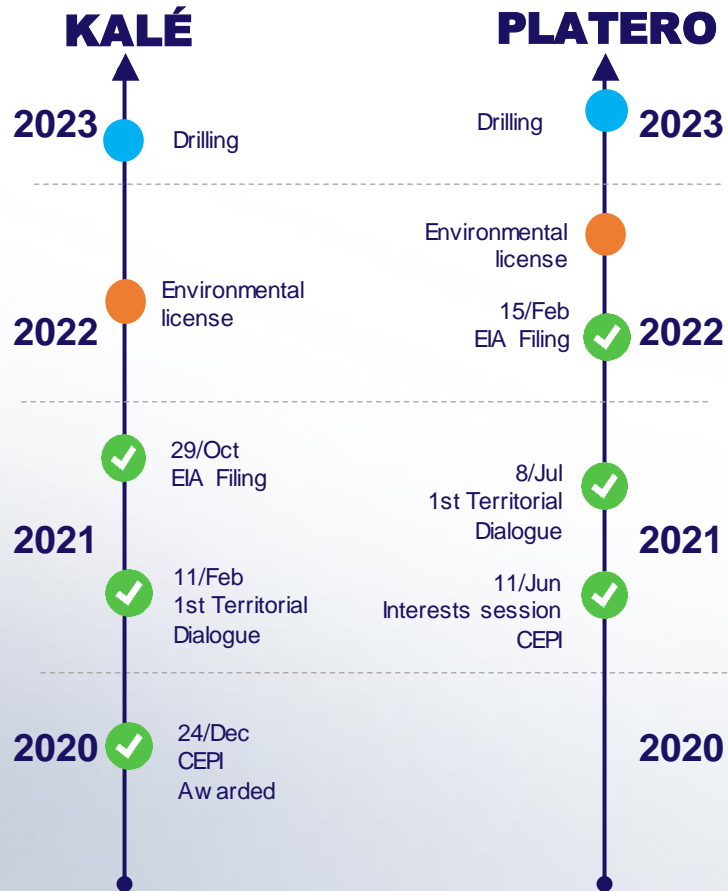 KALÉ
2023
Drilling
Environmental
license
2022
29/Oct
EIA Filing
2021
11/Feb
1st Territorial
Dialogue
2020
24/Dec
CEPI
Awarded
PLATERO
Drilling
2023
Environmental
license
15/Feb
EIA Filing
2022
8/Jul
1st Territorial
Dialogue
2021
11/Jun
Interests session
CEPI
2020